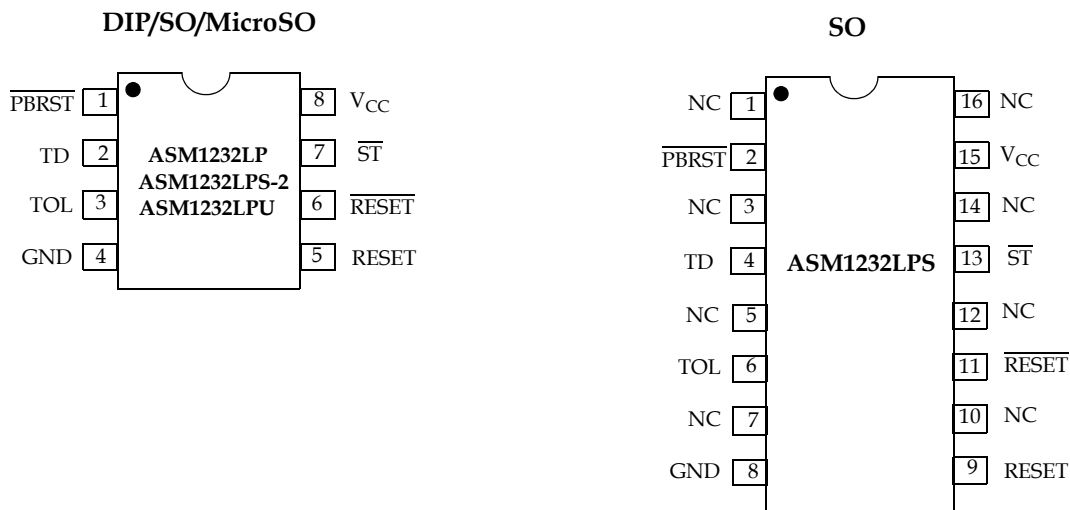 DIP/SO/MicroSO
PBRST 1
8 VCC
TD 2
7 ST
TOL 3
6 RESET
GND 4
5 RESET
ASM1232LP
ASM1232LPS-2
ASM1232LPU
SO
NC 1
16 NC
PBRST 2
15 VCC
NC 3
14 NC
TD 4
ASM1232LPS
13 ST
NC 5
12 NC
TOL 6
11 RESET
NC 7
10 NC
GND 8
9 RESET